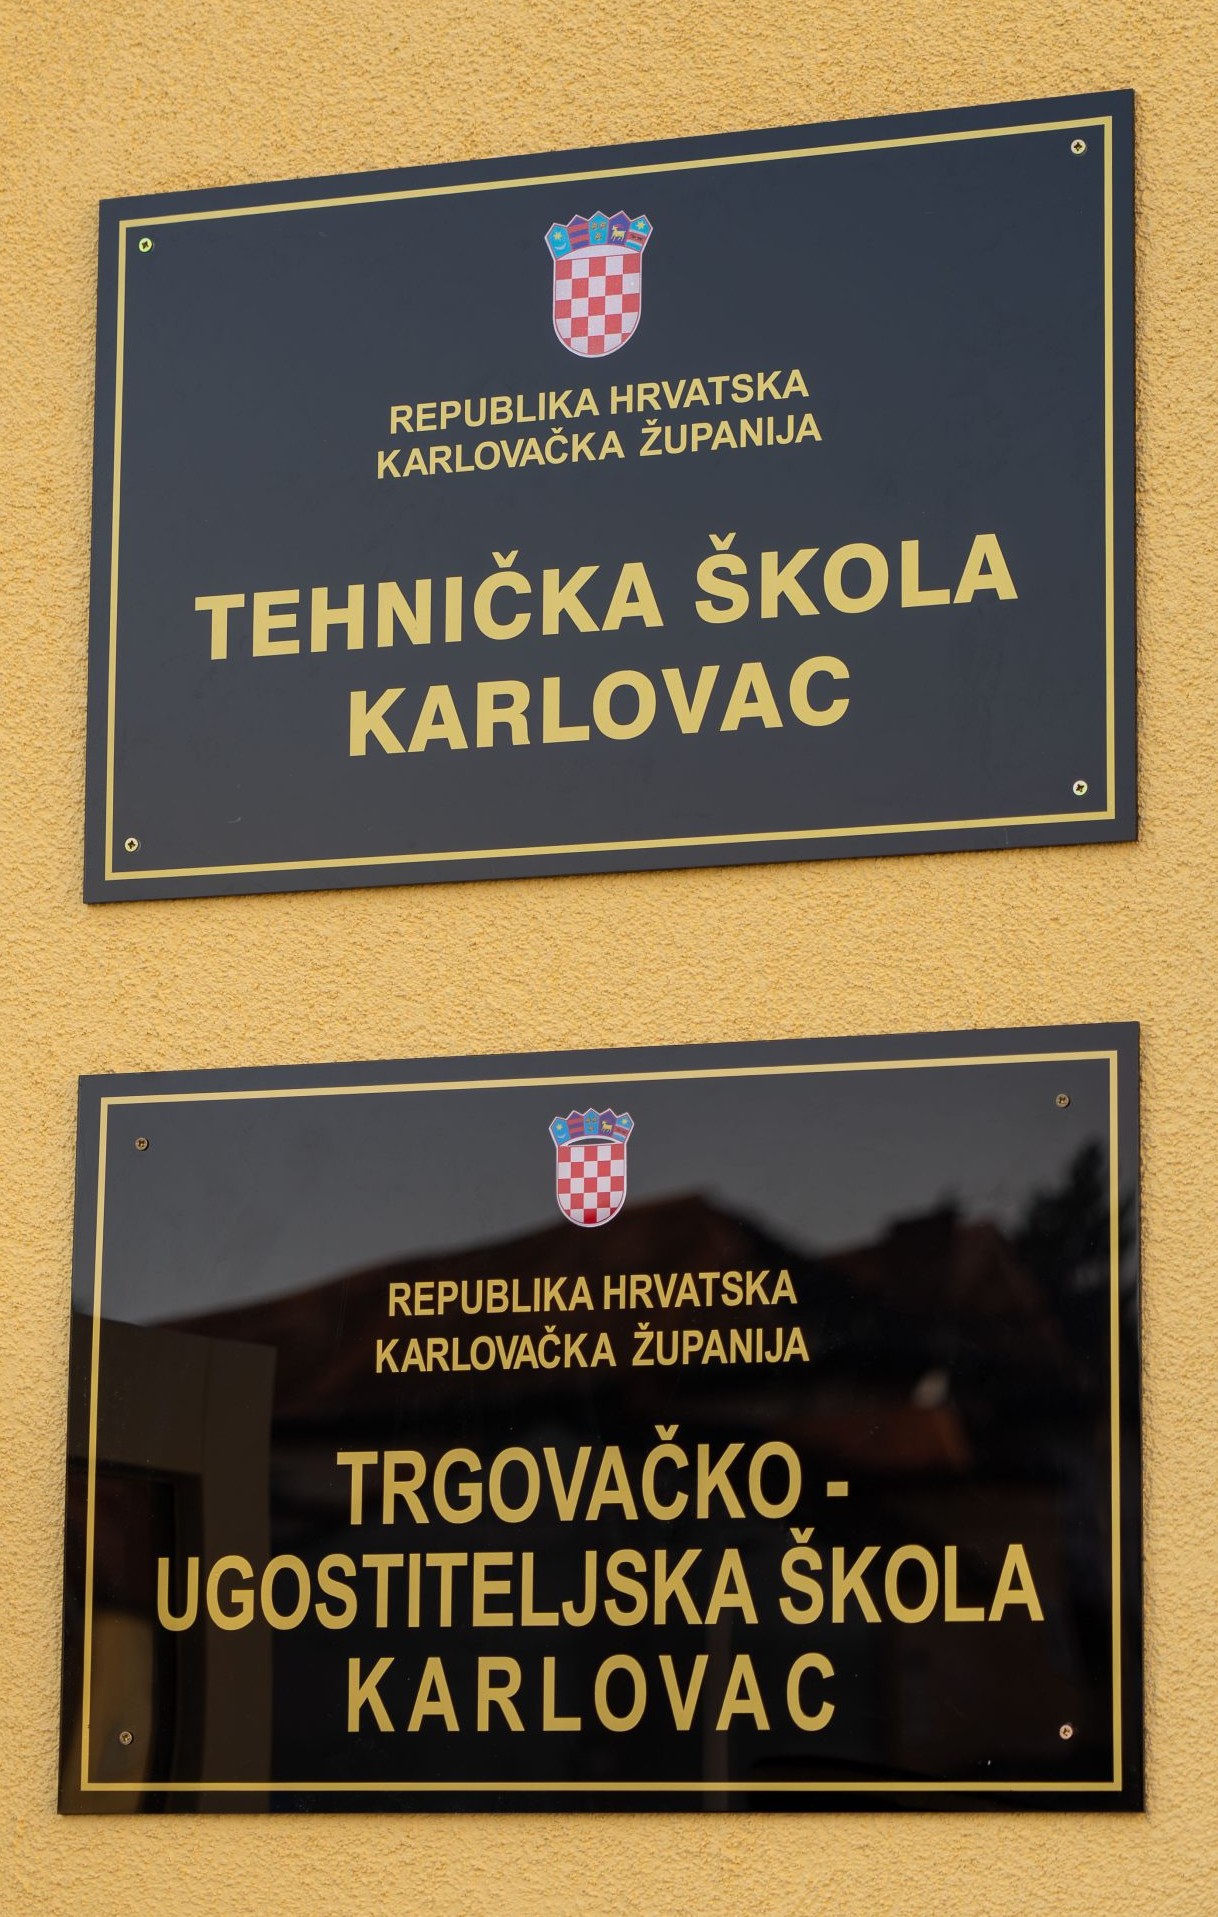 REPUBLIKA HRVATSKA
KARLOVAČKA ŽUPANIJA
TEHNIČKA ŠKOLA
KARLOVAC
REPUBLIKA HRVATSKA
KARLOVAČKA ŽUPANIJA
TRGOVAČKO -
UGOSTITELJSKA ŠKOLA
KARLOVAC